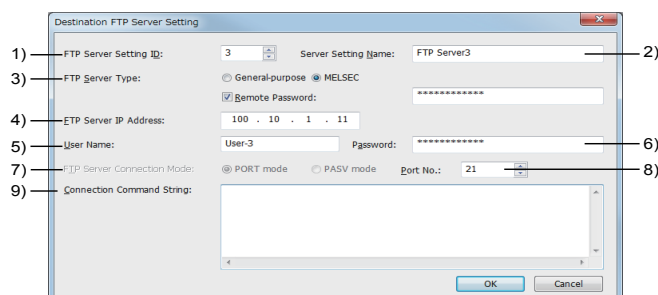 Destination FTP Server Setting
1) FTP Server Setting ID: 3 Server Setting Name: FTP Server3 2)
3) FTP Server Type: General-purpose MELSEC
Remote Password: ************
4) FTP Server IP Address: 100 . 10 . 1 . 11
5) User Name: User-3 Password: ************ 6)
7) FTP Server Connection Mode: PORT mode PASV mode Port No.: 21 8)
9) Connection Command String:
OK Cancel